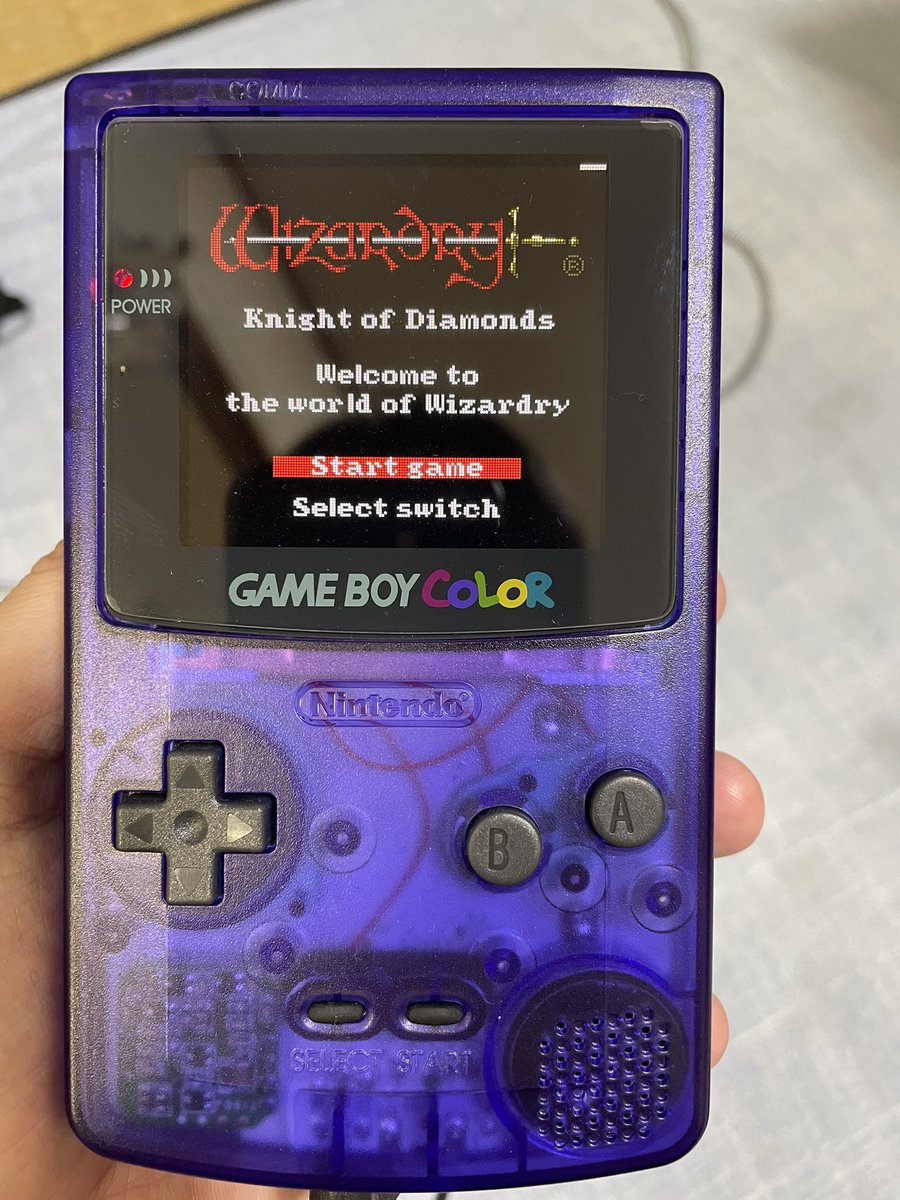 COMM.
Wizardry
®
POWER
Knight of Diamonds
Welcome to
the world of Wizardry
Start game
Select switch
GAME BOY COLOR
Nintendo®
A
B
SELECT START